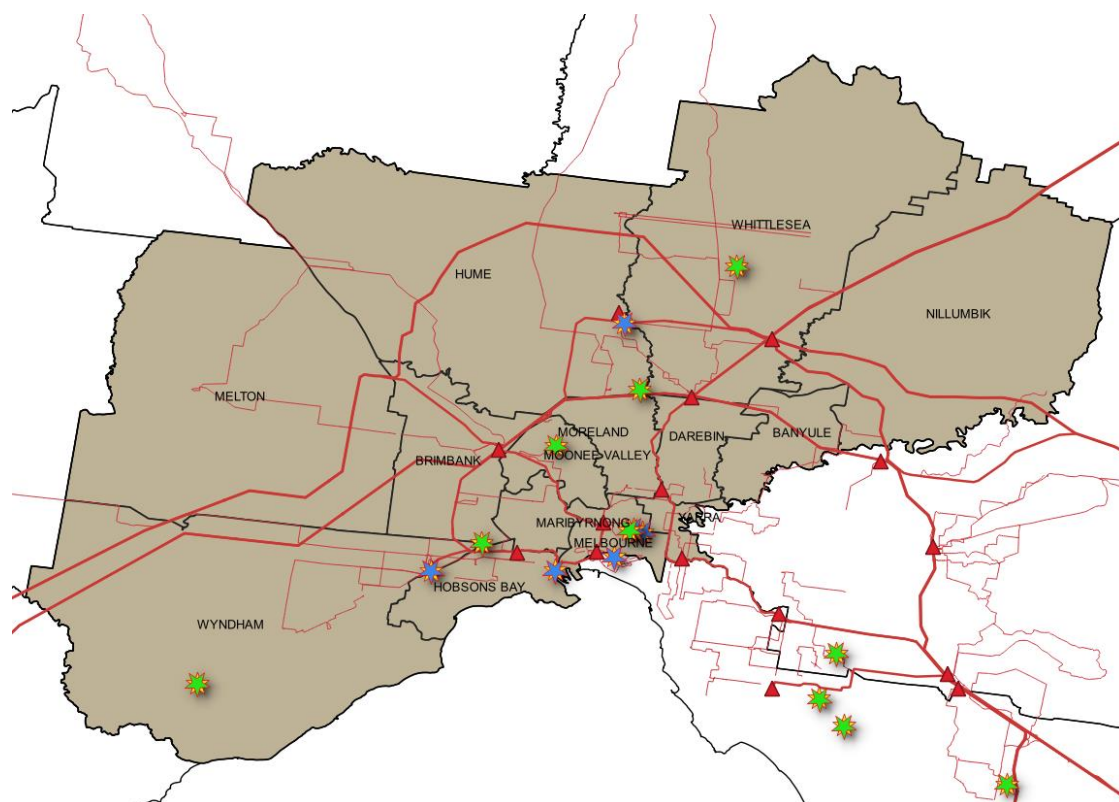 WHITTLESEA
HUME
NILLUMBIK
MELTON
MORELAND
DAREBIN
BANYULE
MOONEE VALLEY
BRIMBANK
YARRA
MARIBYRNONG
MELBOURNE
HOBSONS BAY
WYNDHAM